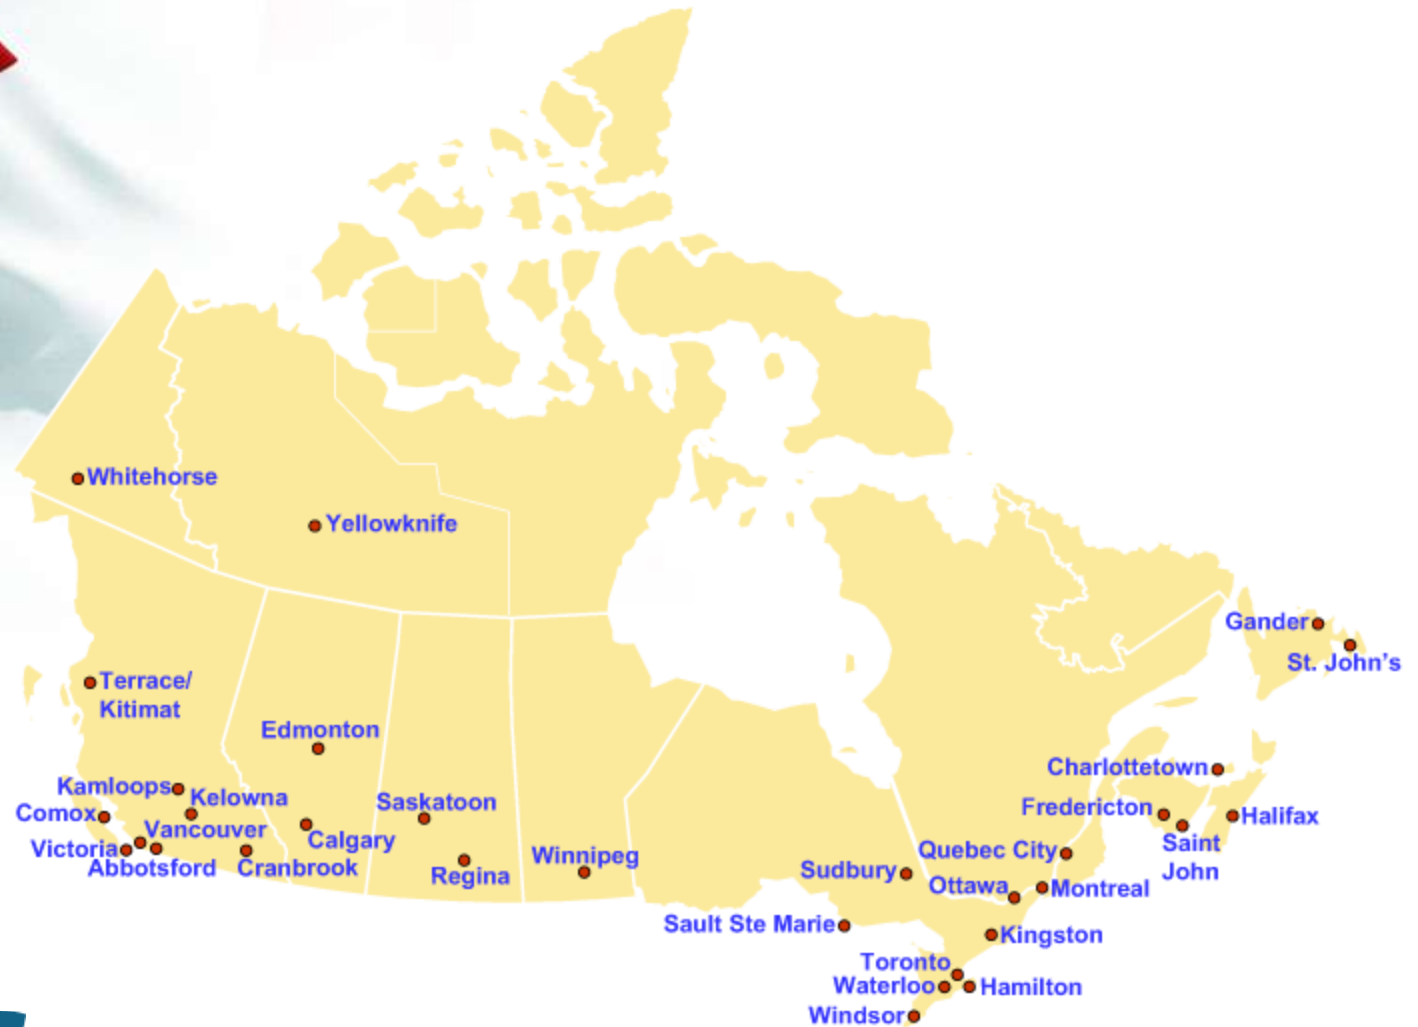 Whitehorse
Yellowknife
Gander
St. John's
Terrace/
Kitimat
Edmonton
Charlottetown
Kamloops
Kelowna
Saskatoon
Comox
Fredericton
Halifax
Vancouver
Calgary
Victoria
Saint
John
Quebec City
Winnipeg
Abbotsford
Cranbrook
Regina
Sudbury
Ottawa
Montreal
Sault Ste Marie
Kingston
Toronto
Waterloo
Hamilton
Windsor